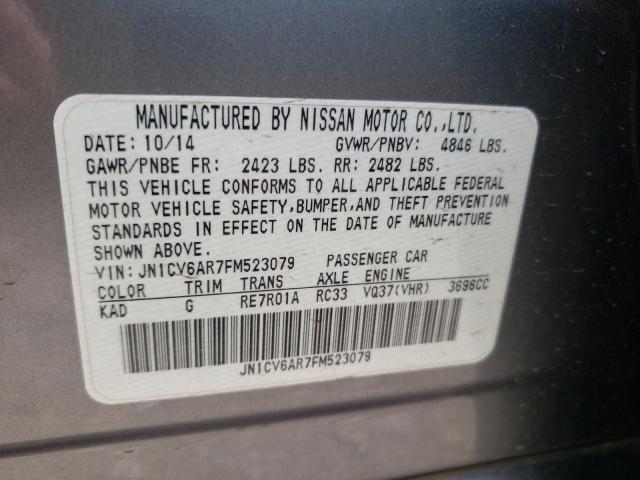 MANUFACTURED BY NISSAN MOTOR CO.,LTD.
DATE: 10/14 GVWR/PNBV: 4846 LBS.
GAWR/PNBE FR: 2423 LBS. RR: 2482 LBS.
THIS VEHICLE CONFORMS TO ALL APPLICABLE FEDERAL
MOTOR VEHICLE SAFETY,BUMPER,AND THEFT PREVENTION
STANDARDS IN EFFECT ON THE DATE OF MANUFACTURE
SHOWN ABOVE.
VIN: JN1CV6AR7FM523079 PASSENGER CAR
COLOR TRIM TRANS AXLE ENGINE
KAD G RE7R01A RC33 VQ37(VHR) 3696CC
JN1CV6AR7FM523079